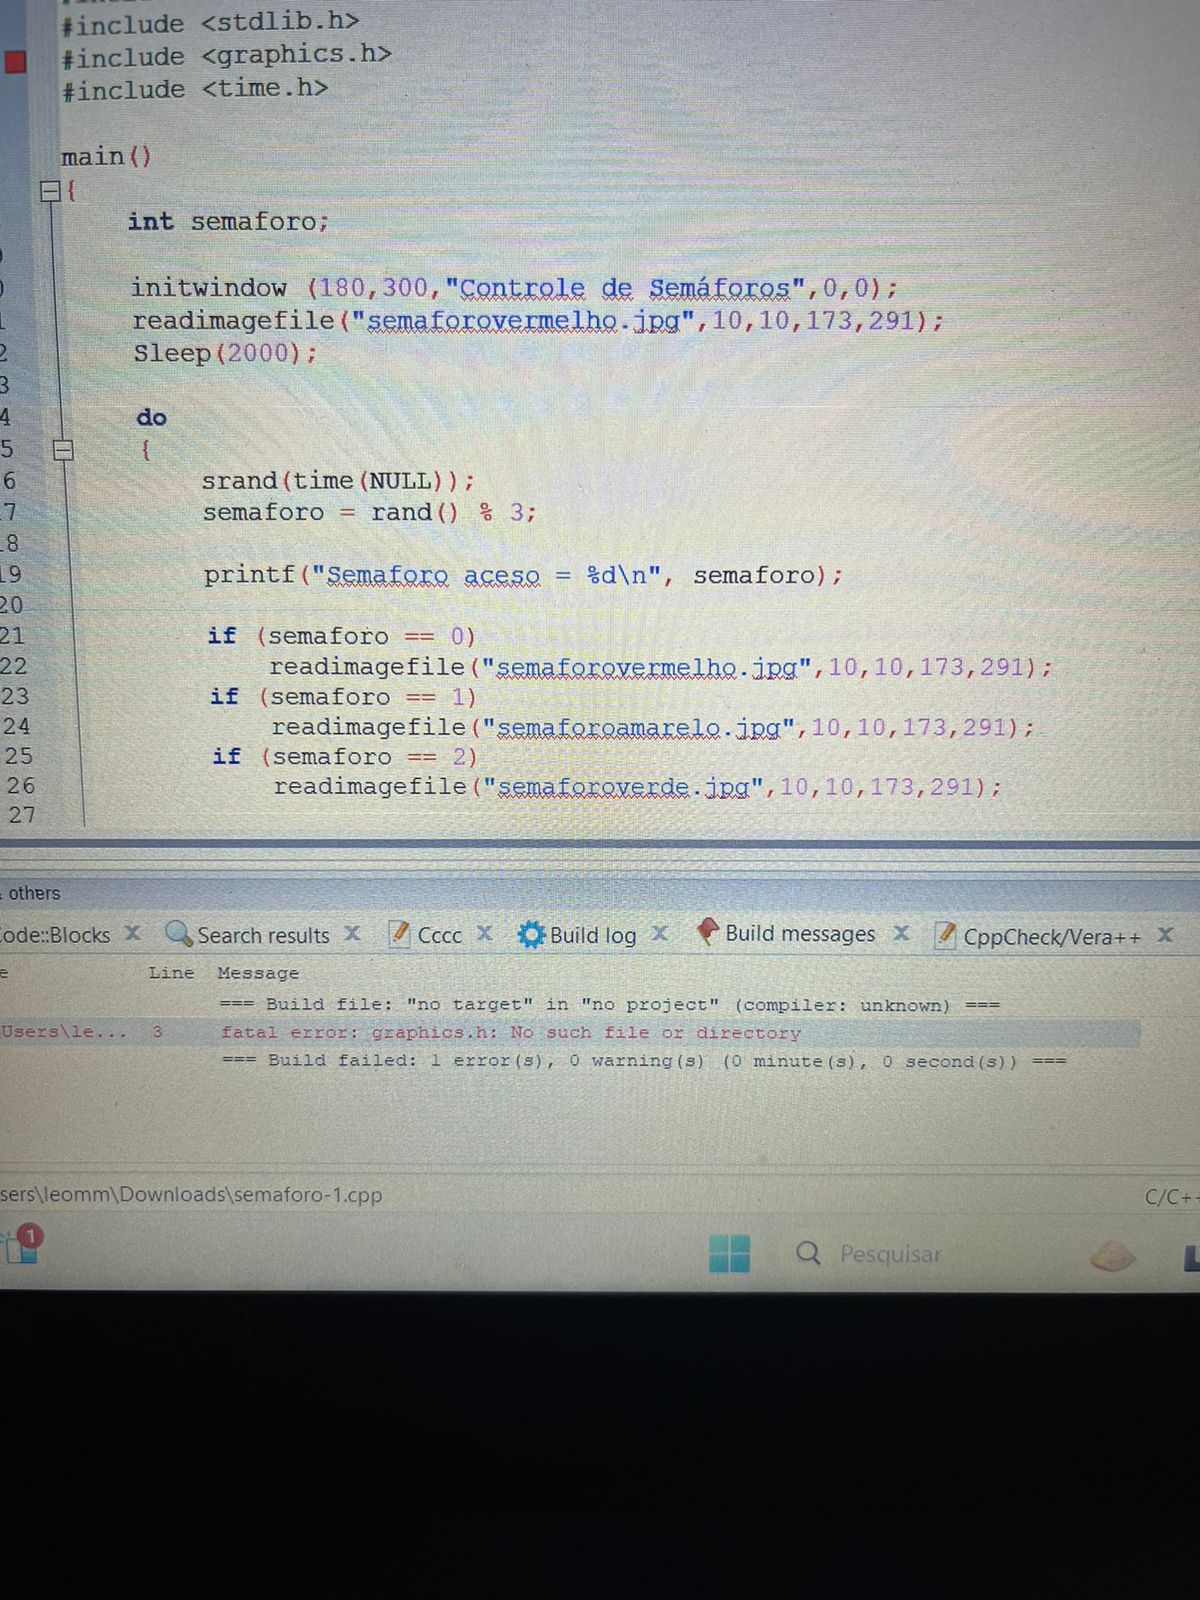 #include <stdlib.h>
#include <graphics.h>
#include <time.h>
main()
{
int semaforo;
initwindow (180,300,"Controle de Semáforos",0,0);
readimagefile("semaforovermelho.jpg",10,10,173,291);
2 Sleep(2000);
3
4 do
5 {
6 srand(time(NULL));
7 semaforo = rand() % 3;
18
19 printf("Semaforo aceso = %d\n", semaforo);
20
21 if (semaforo == 0)
22 readimagefile("semaforovermelho.jpg",10,10,173,291);
23 if (semaforo == 1)
24 readimagefile("semaforoamarelo.jpg",10,10,173,291);
25 if (semaforo == 2)
26 readimagefile("semaforoverde.jpg",10,10,173,291);
27
others
Code::Blocks X Search results X Cccc X Build log X Build messages X CppCheck/Vera++ X
e Line Message
=== Build file: "no target" in "no project" (compiler: unknown) ===
Users\le... 3 fatal error: graphics.h: No such file or directory
=== Build failed: 1 error(s), 0 warning(s) (0 minute(s), 0 second(s)) ===
sers\leomm\Downloads\semaforo-1.cpp C/C++
1 Pesquisar